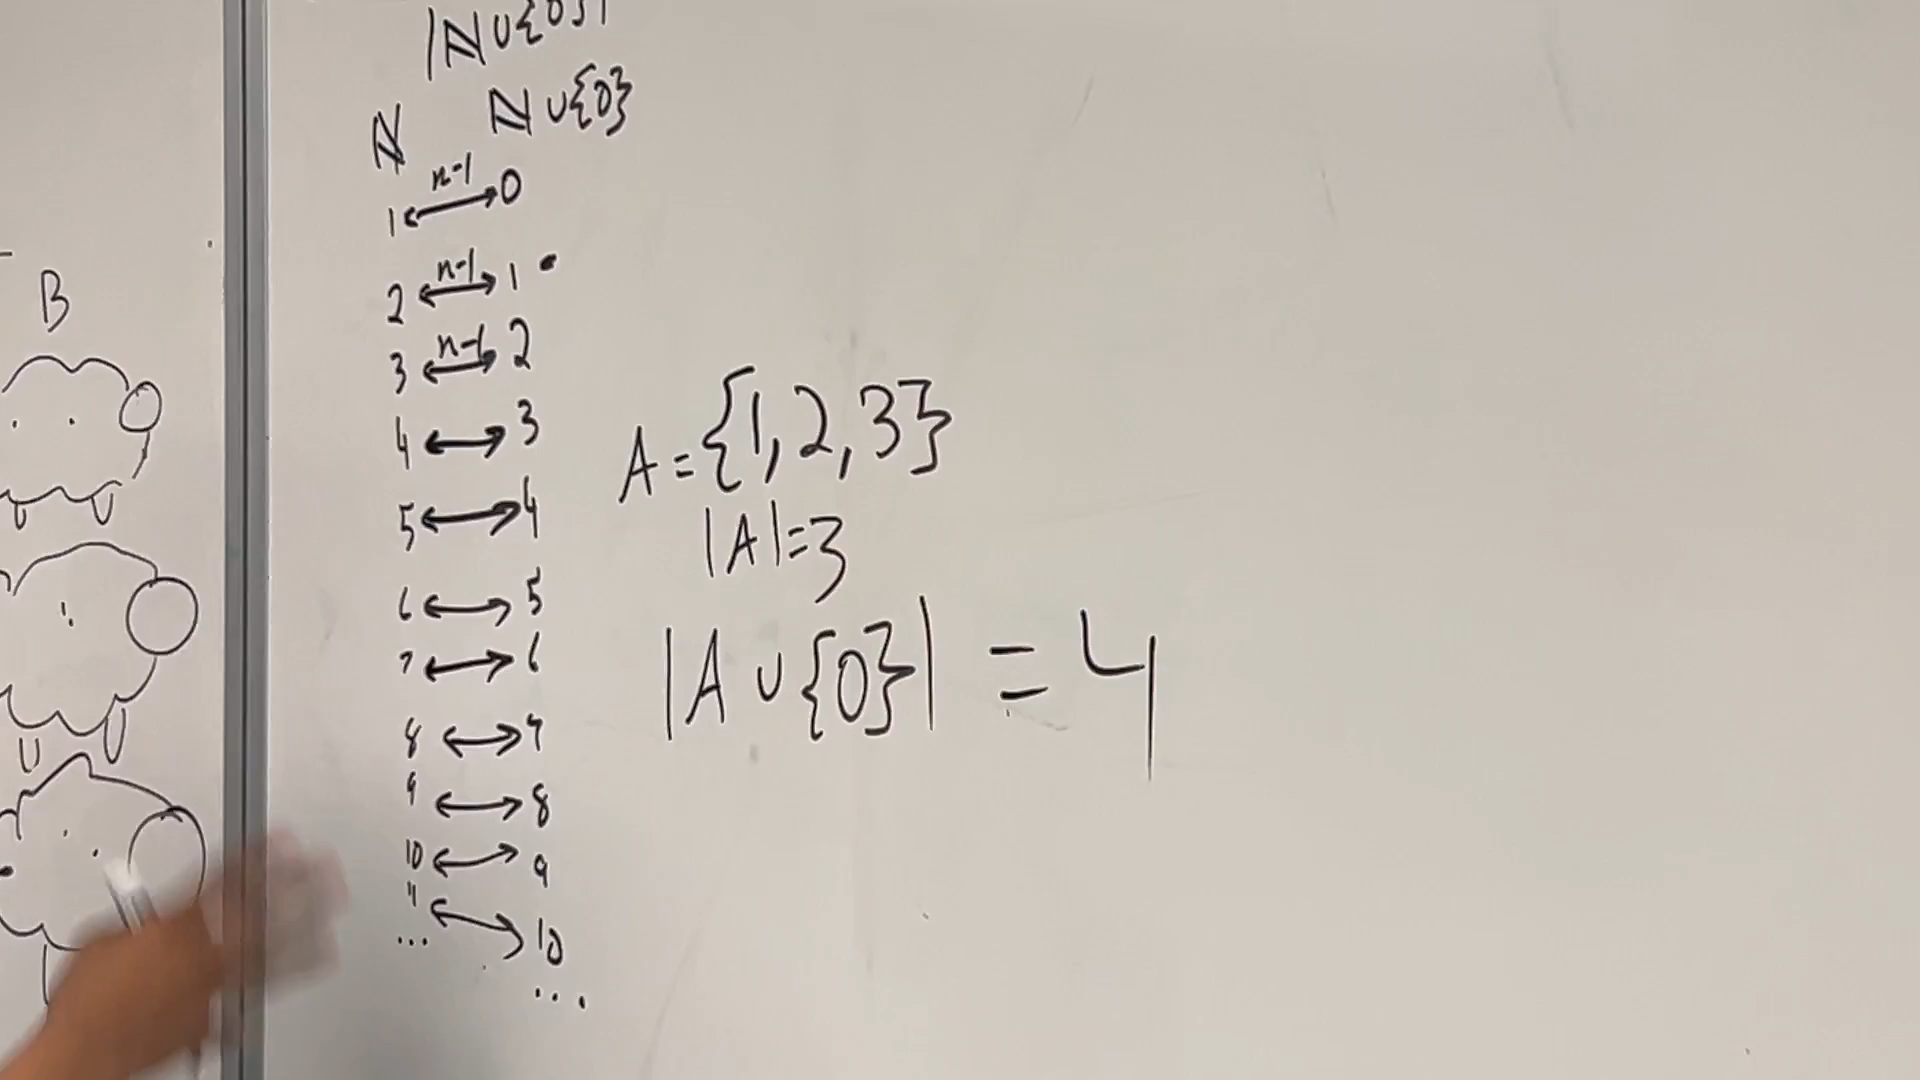 B
|ℕ∪{0}|
ℕ ℕ∪{0}
n-1
1 ↔ 0
n-1
2 ↔ 1
n-1
3 ↔ 2
4 ↔ 3
5 ↔ 4
6 ↔ 5
7 ↔ 6
8 ↔ 7
9 ↔ 8
10 ↔ 9
11 ↔ 10
...
...
A={1,2,3}
|A|=3
|A∪{0}| = 4